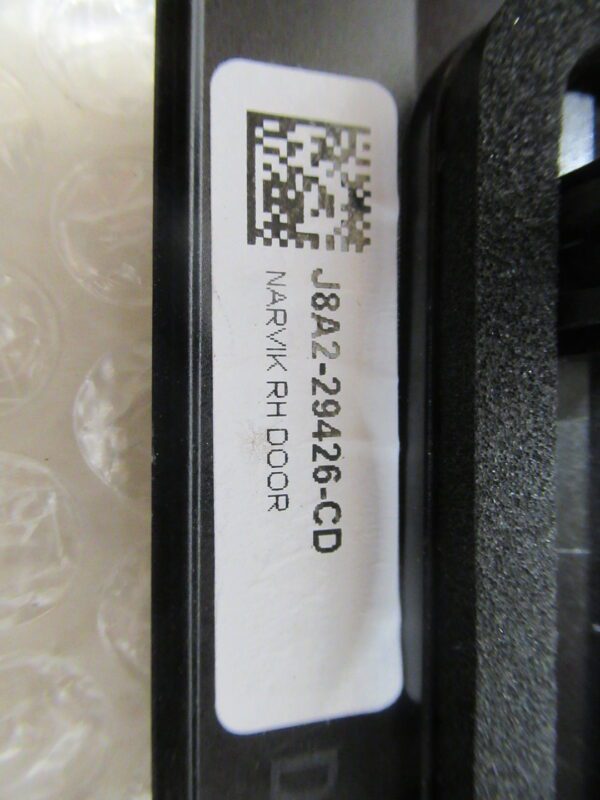 J8A2-29426-CD
NARVIK RH DOOR
D